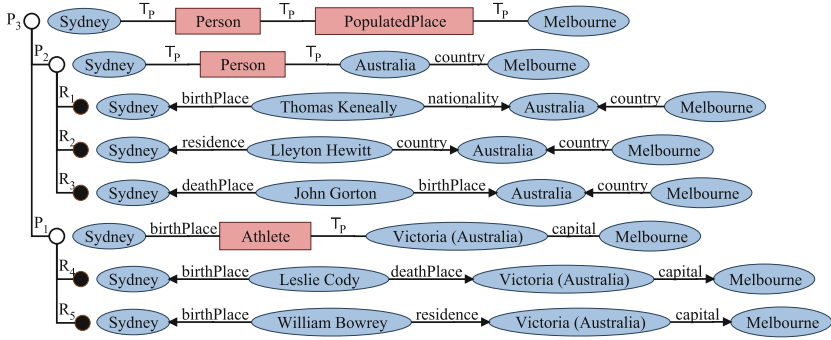 P3 Sydney TP Person TP PopulatedPlace TP Melbourne
P2 Sydney TP Person TP Australia country Melbourne
R1 Sydney birthPlace Thomas Keneally nationality Australia country Melbourne
R2 Sydney residence Lleyton Hewitt country Australia country Melbourne
R3 Sydney deathPlace John Gorton birthPlace Australia country Melbourne
P1 Sydney birthPlace Athlete TP Victoria (Australia) capital Melbourne
R4 Sydney birthPlace Leslie Cody deathPlace Victoria (Australia) capital Melbourne
R5 Sydney birthPlace William Bowrey residence Victoria (Australia) capital Melbourne